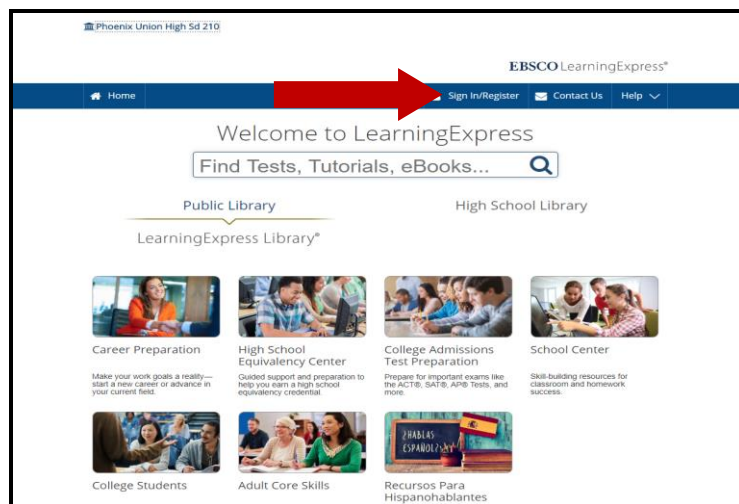 Phoenix Union High Sd 210
EBSCO LearningExpress®
Home
Sign In/Register
Contact Us
Help
Welcome to LearningExpress
Find Tests, Tutorials, eBooks...
Public Library
High School Library
LearningExpress Library®
Career Preparation
Make your work goals a reality—
start a new career or advance in
your current field.
High School
Equivalency Center
Guided support and preparation to
help you earn a high school
equivalency credential.
College Admissions
Test Preparation
Prepare for important exams like
the ACT®, SAT®, AP® Tests, and
more.
School Center
Skill-building resources for
classroom and homework
success.
¿HABLAS
ESPAÑOL?
College Students
Adult Core Skills
Recursos Para
Hispanohablantes